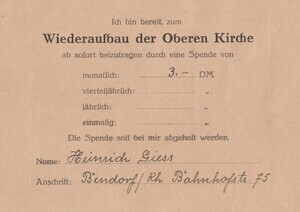 Ich bin bereit, zum
Wiederaufbau der Oberen Kirche
ab sofort beizutragen durch eine Spende von
monatlich: 3.– DM
vierteljährlich: „
jährlich: „
einmalig: „
Die Spende soll bei mir abgeholt werden.
Name: Heinrich Giess
Anschrift: Bendorf/Rh. Bahnhofstr. 75